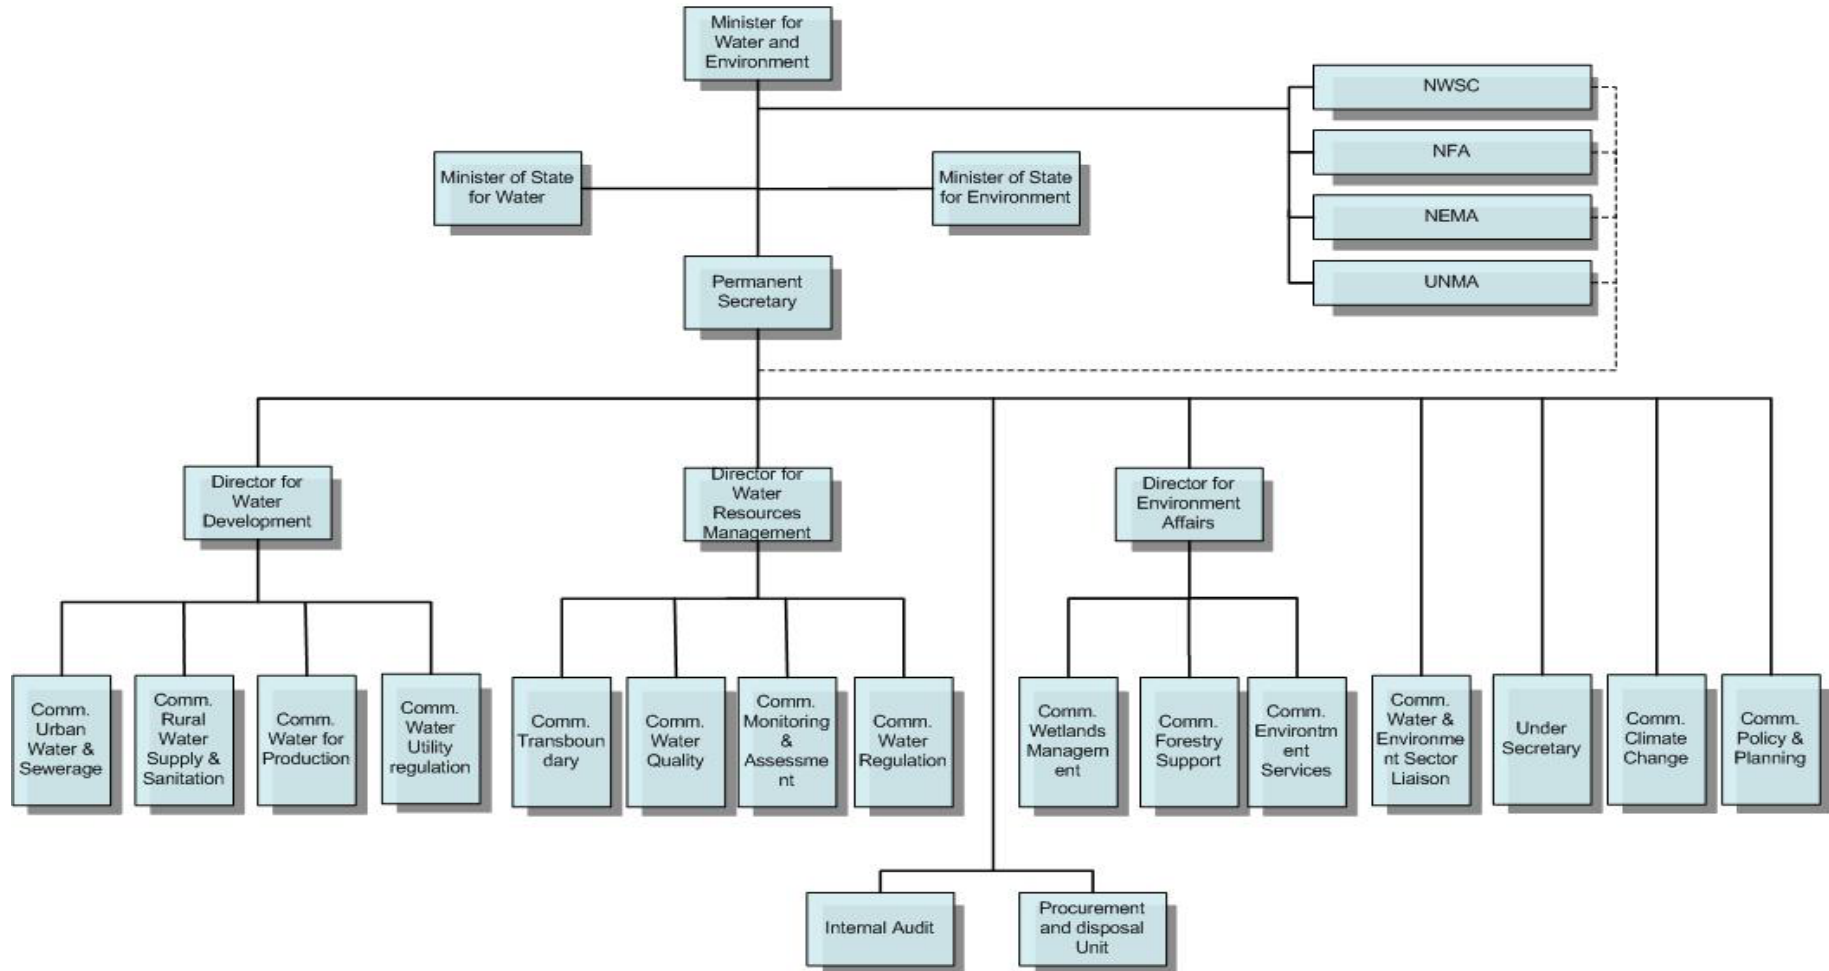 Minister for
Water and
Environment
NWSC
NFA
NEMA
UNMA
Minister of State
for Water
Minister of State
for Environment
Permanent
Secretary
Director for
Water
Development
Director for
Water
Resources
Management
Director for
Environment
Affairs
Comm.
Urban
Water &
Sewerage
Comm.
Rural
Water
Supply &
Sanitation
Comm.
Water for
Production
Comm.
Water
Utility
regulation
Comm.
Transboun
dary
Comm.
Water
Quality
Comm.
Monitoring
&
Assessme
nt
Comm.
Water
Regulation
Comm.
Wetlands
Managem
ent
Comm.
Forestry
Support
Comm.
Environtm
ent
Services
Comm.
Water &
Environme
nt Sector
Liaison
Under
Secretary
Comm.
Climate
Change
Comm.
Policy &
Planning
Internal Audit
Procurement
and disposal
Unit